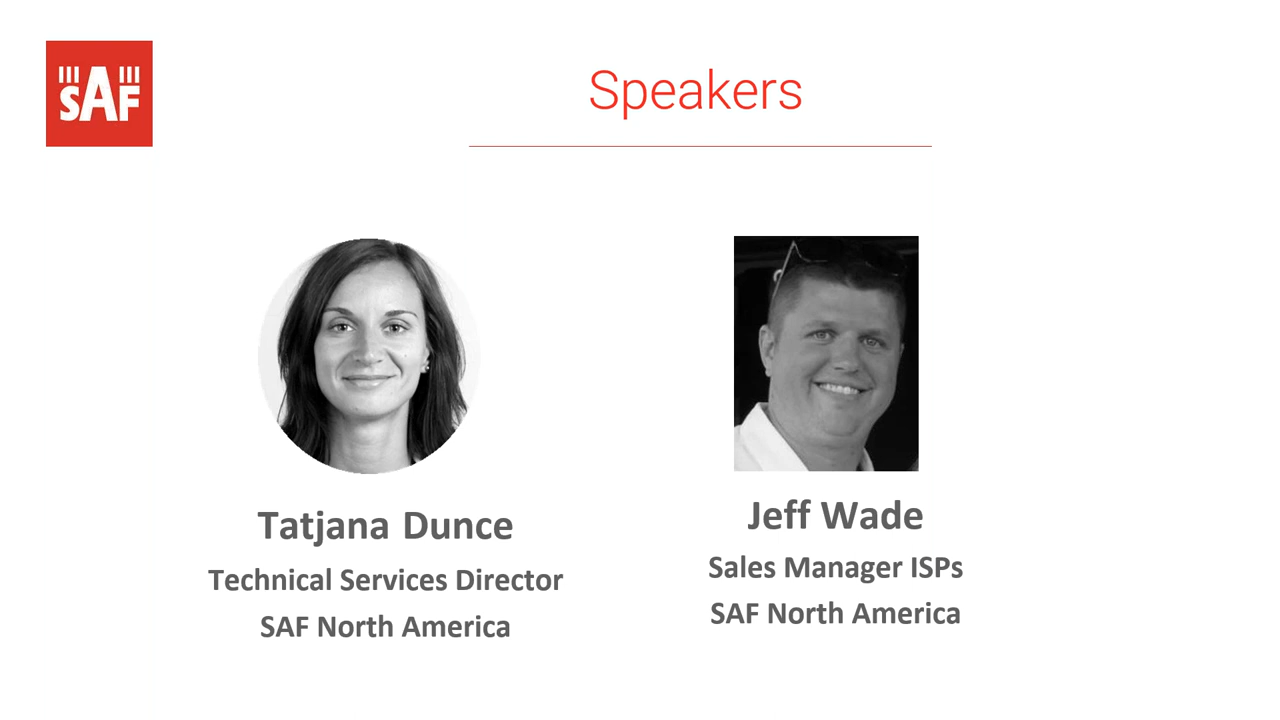 SAF
Speakers
Tatjana Dunce
Technical Services Director
SAF North America
Jeff Wade
Sales Manager ISPs
SAF North America